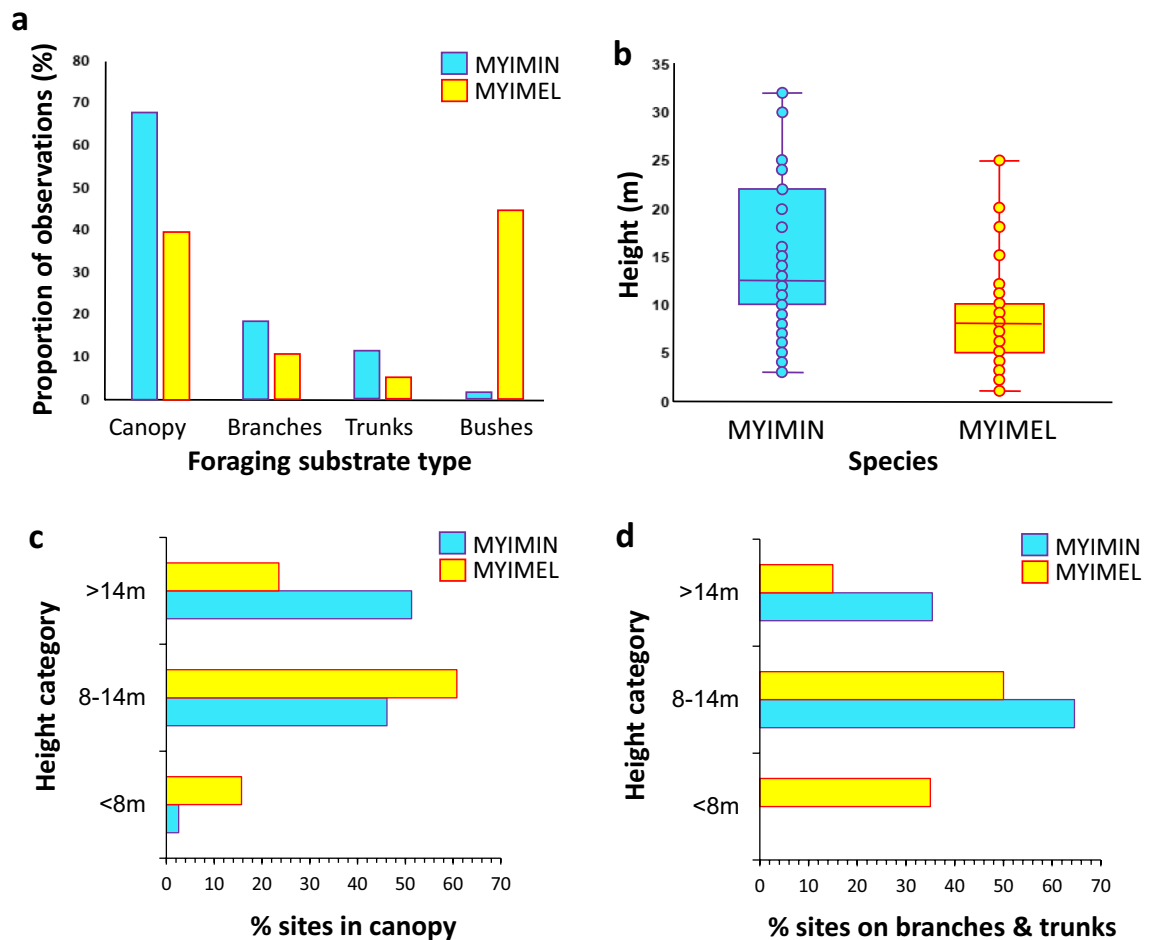 a
Proportion of observations (%)
80
70
60
50
40
30
20
10
0
MYIMIN
MYIMEL
Canopy Branches Trunks Bushes
Foraging substrate type
b
Height (m)
35
30
25
20
15
10
5
0
MYIMIN MYIMEL
Species
c
MYIMIN
MYIMEL
Height category
>14m
8-14m
<8m
0 10 20 30 40 50 60 70
% sites in canopy
d
MYIMIN
MYIMEL
Height category
>14m
8-14m
<8m
0 10 20 30 40 50 60 70
% sites on branches & trunks